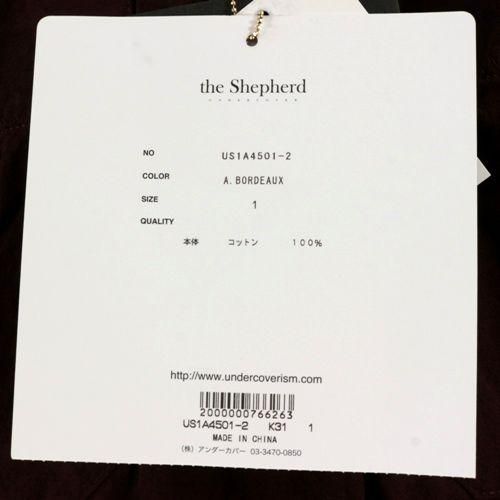 the Shepherd
UNDERCOVER
NO US1A4501-2
COLOR A.BORDEAUX
SIZE 1
QUALITY
本体 コットン 100%
http://www.undercoverism.com
2000000766263
US1A4501-2 K31 1
MADE IN CHINA
(株) アンダーカバー 03-3470-0850